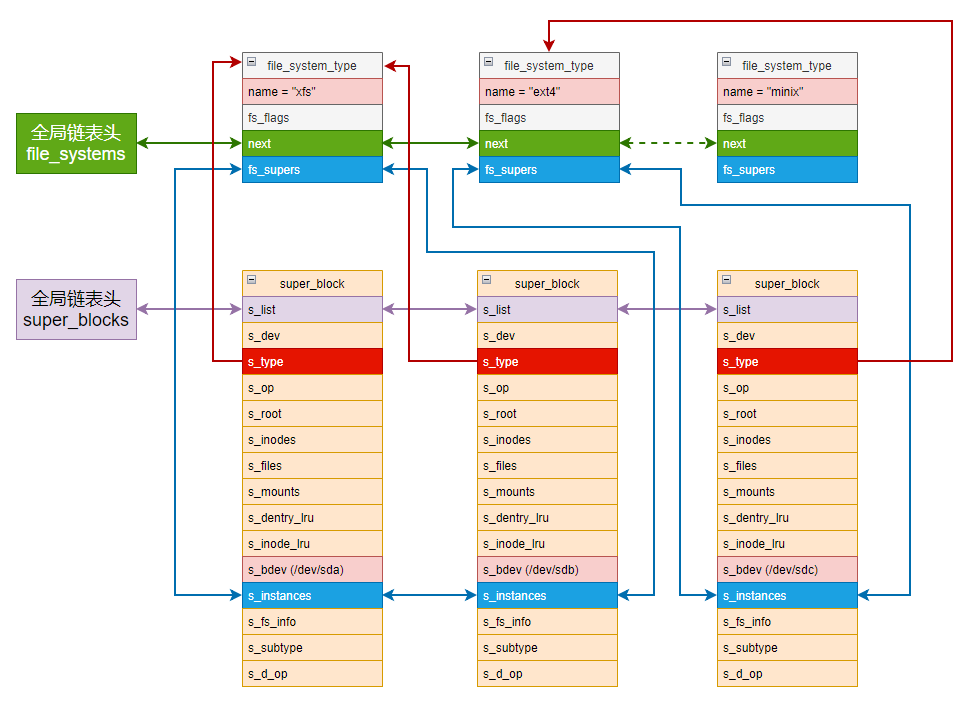 file_system_type
name = "xfs"
fs_flags
next
fs_supers
file_system_type
name = "ext4"
fs_flags
next
fs_supers
file_system_type
name = "minix"
fs_flags
next
fs_supers
全局链表头
file_systems
全局链表头
super_blocks
super_block
s_list
s_dev
s_type
s_op
s_root
s_inodes
s_files
s_mounts
s_dentry_lru
s_inode_lru
s_bdev (/dev/sda)
s_instances
s_fs_info
s_subtype
s_d_op
super_block
s_list
s_dev
s_type
s_op
s_root
s_inodes
s_files
s_mounts
s_dentry_lru
s_inode_lru
s_bdev (/dev/sdb)
s_instances
s_fs_info
s_subtype
s_d_op
super_block
s_list
s_dev
s_type
s_op
s_root
s_inodes
s_files
s_mounts
s_dentry_lru
s_inode_lru
s_bdev (/dev/sdc)
s_instances
s_fs_info
s_subtype
s_d_op